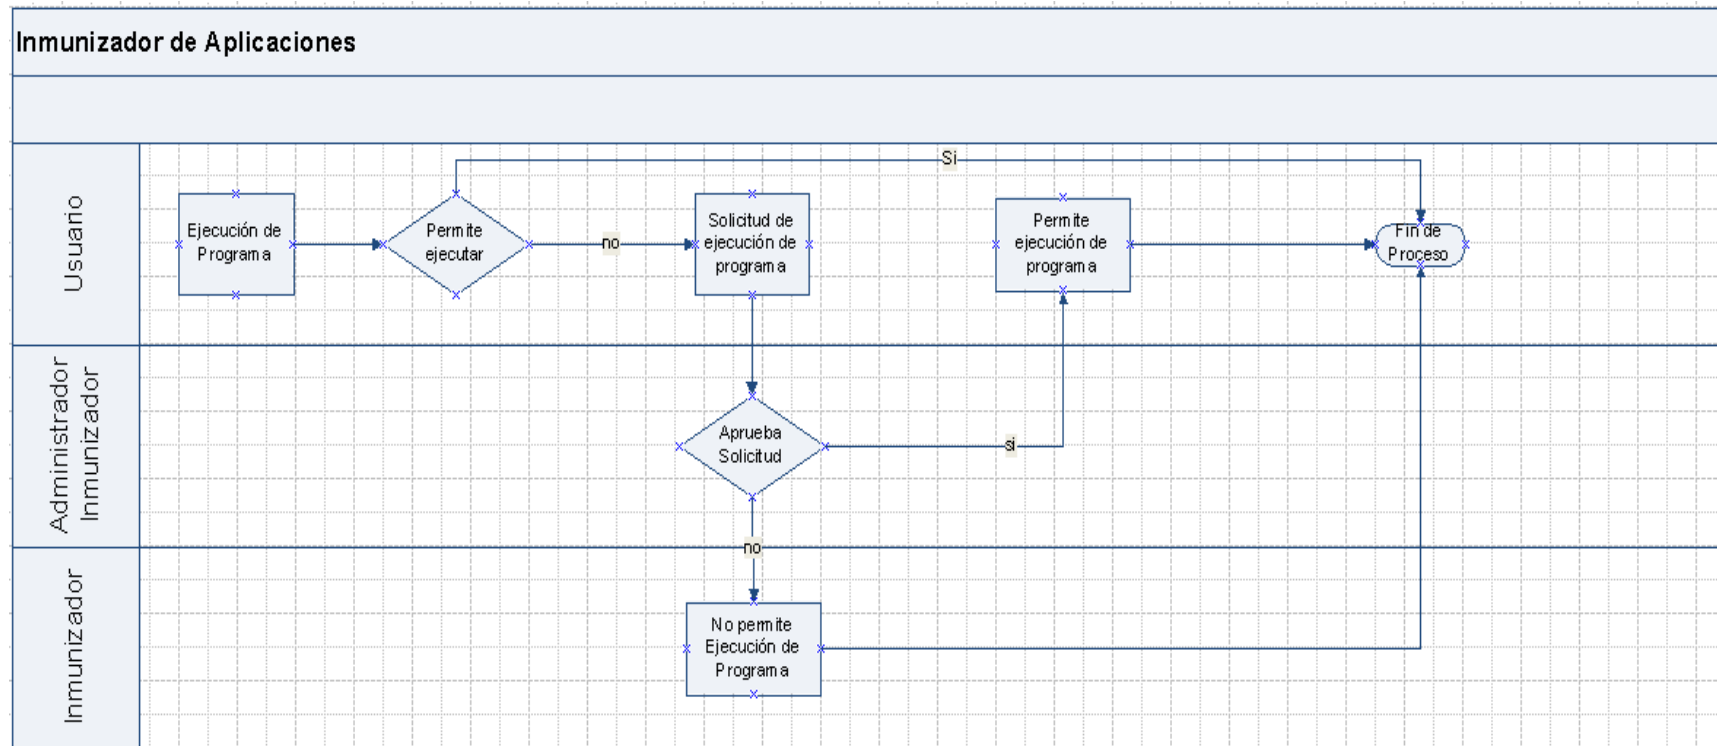 Inmunizador de Aplicaciones
Usuario
Ejecución de
Programa
Permite
ejecutar
Si
no
Solicitud de
ejecución de
programa
Permite
ejecución de
programa
Fin de
Proceso
Administrador
Inmunizador
Aprueba
Solicitud
si
no
Inmunizador
No permite
Ejecución de
Programa